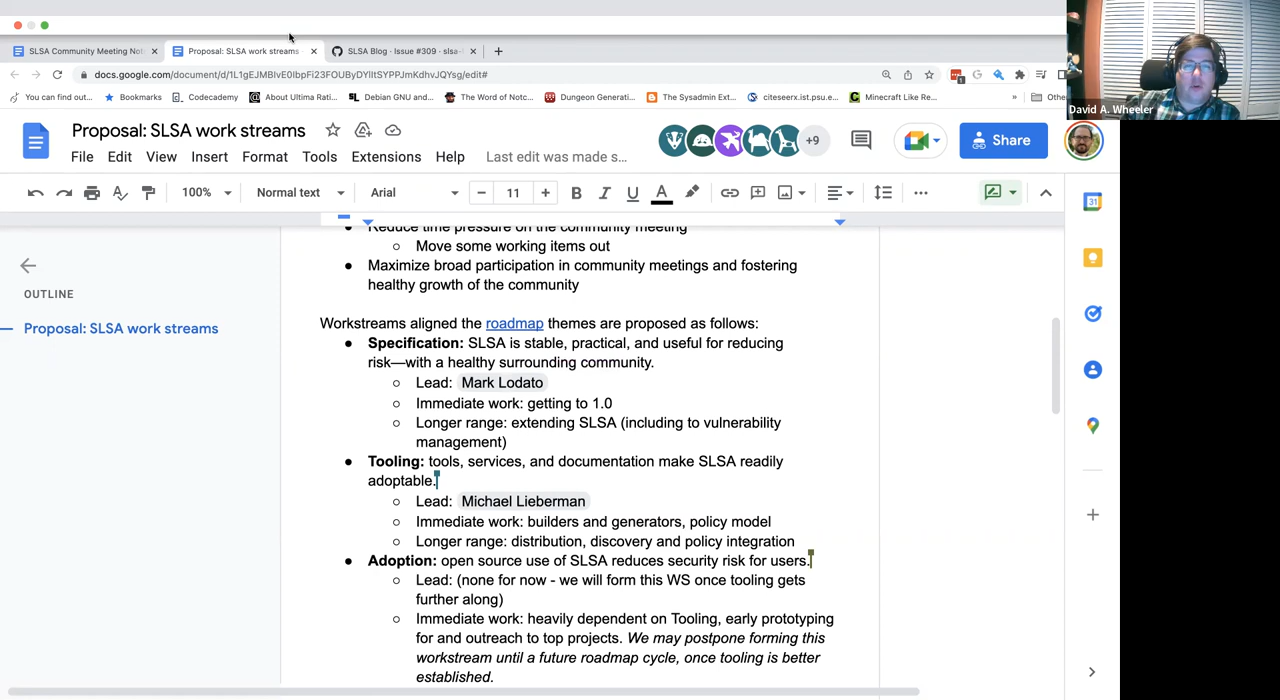 SLSA Community Meeting Not
Proposal: SLSA work streams
SLSA Blog · Issue #309 · slsa-
David A. Wheeler
You can find out...
Bookmarks
Codecademy
About Ultima Rati...
Debian GNU and ...
The Word of Notc...
Dungeon Generati...
The Sysadmin Ext...
citeseerx.ist.psu.e...
Minecraft Like Re...
»
Othe
Proposal: SLSA work streams
+9
Share
File Edit View Insert Format Tools Extensions Help Last edit was made s...
100% Normal text Arial 11 B I U A
31
OUTLINE
Proposal: SLSA work streams
Reduce time pressure on the community meeting
Move some working items out
Maximize broad participation in community meetings and fostering
healthy growth of the community
Workstreams aligned the roadmap themes are proposed as follows:
Specification: SLSA is stable, practical, and useful for reducing
risk—with a healthy surrounding community.
Lead: Mark Lodato
Immediate work: getting to 1.0
Longer range: extending SLSA (including to vulnerability
management)
Tooling: tools, services, and documentation make SLSA readily
adoptable.
Lead: Michael Lieberman
Immediate work: builders and generators, policy model
Longer range: distribution, discovery and policy integration
Adoption: open source use of SLSA reduces security risk for users.
Lead: (none for now - we will form this WS once tooling gets
further along)
Immediate work: heavily dependent on Tooling, early prototyping
for and outreach to top projects. We may postpone forming this
workstream until a future roadmap cycle, once tooling is better
established.